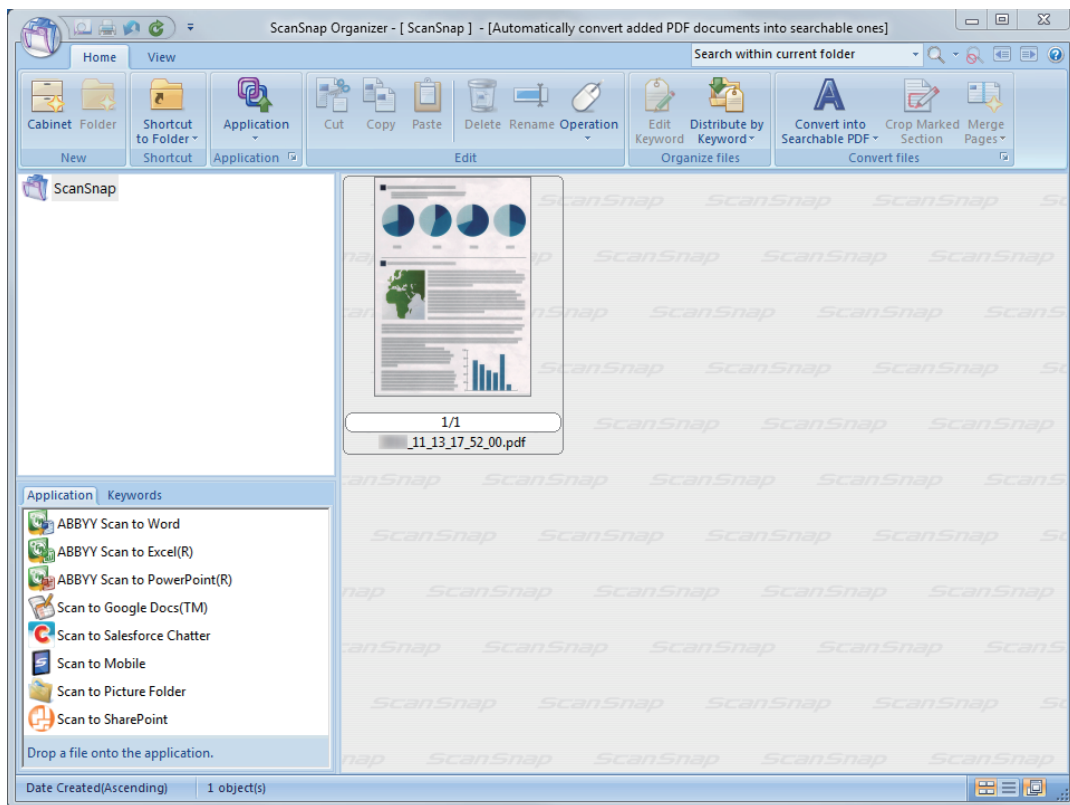 ScanSnap Organizer - [ ScanSnap ] - [Automatically convert added PDF documents into searchable ones]
Home View
Search within current folder
Cabinet Folder Shortcut to Folder Application Cut Copy Paste Delete Rename Operation Edit Keyword Distribute by Keyword Convert into Searchable PDF Crop Marked Section Merge Pages
New Shortcut Application Edit Organize files Convert files
ScanSnap
1/1
_11_13_17_52_00.pdf
Application Keywords
ABBYY Scan to Word
ABBYY Scan to Excel(R)
ABBYY Scan to PowerPoint(R)
Scan to Google Docs(TM)
Scan to Salesforce Chatter
Scan to Mobile
Scan to Picture Folder
Scan to SharePoint
Drop a file onto the application.
Date Created(Ascending) 1 object(s)